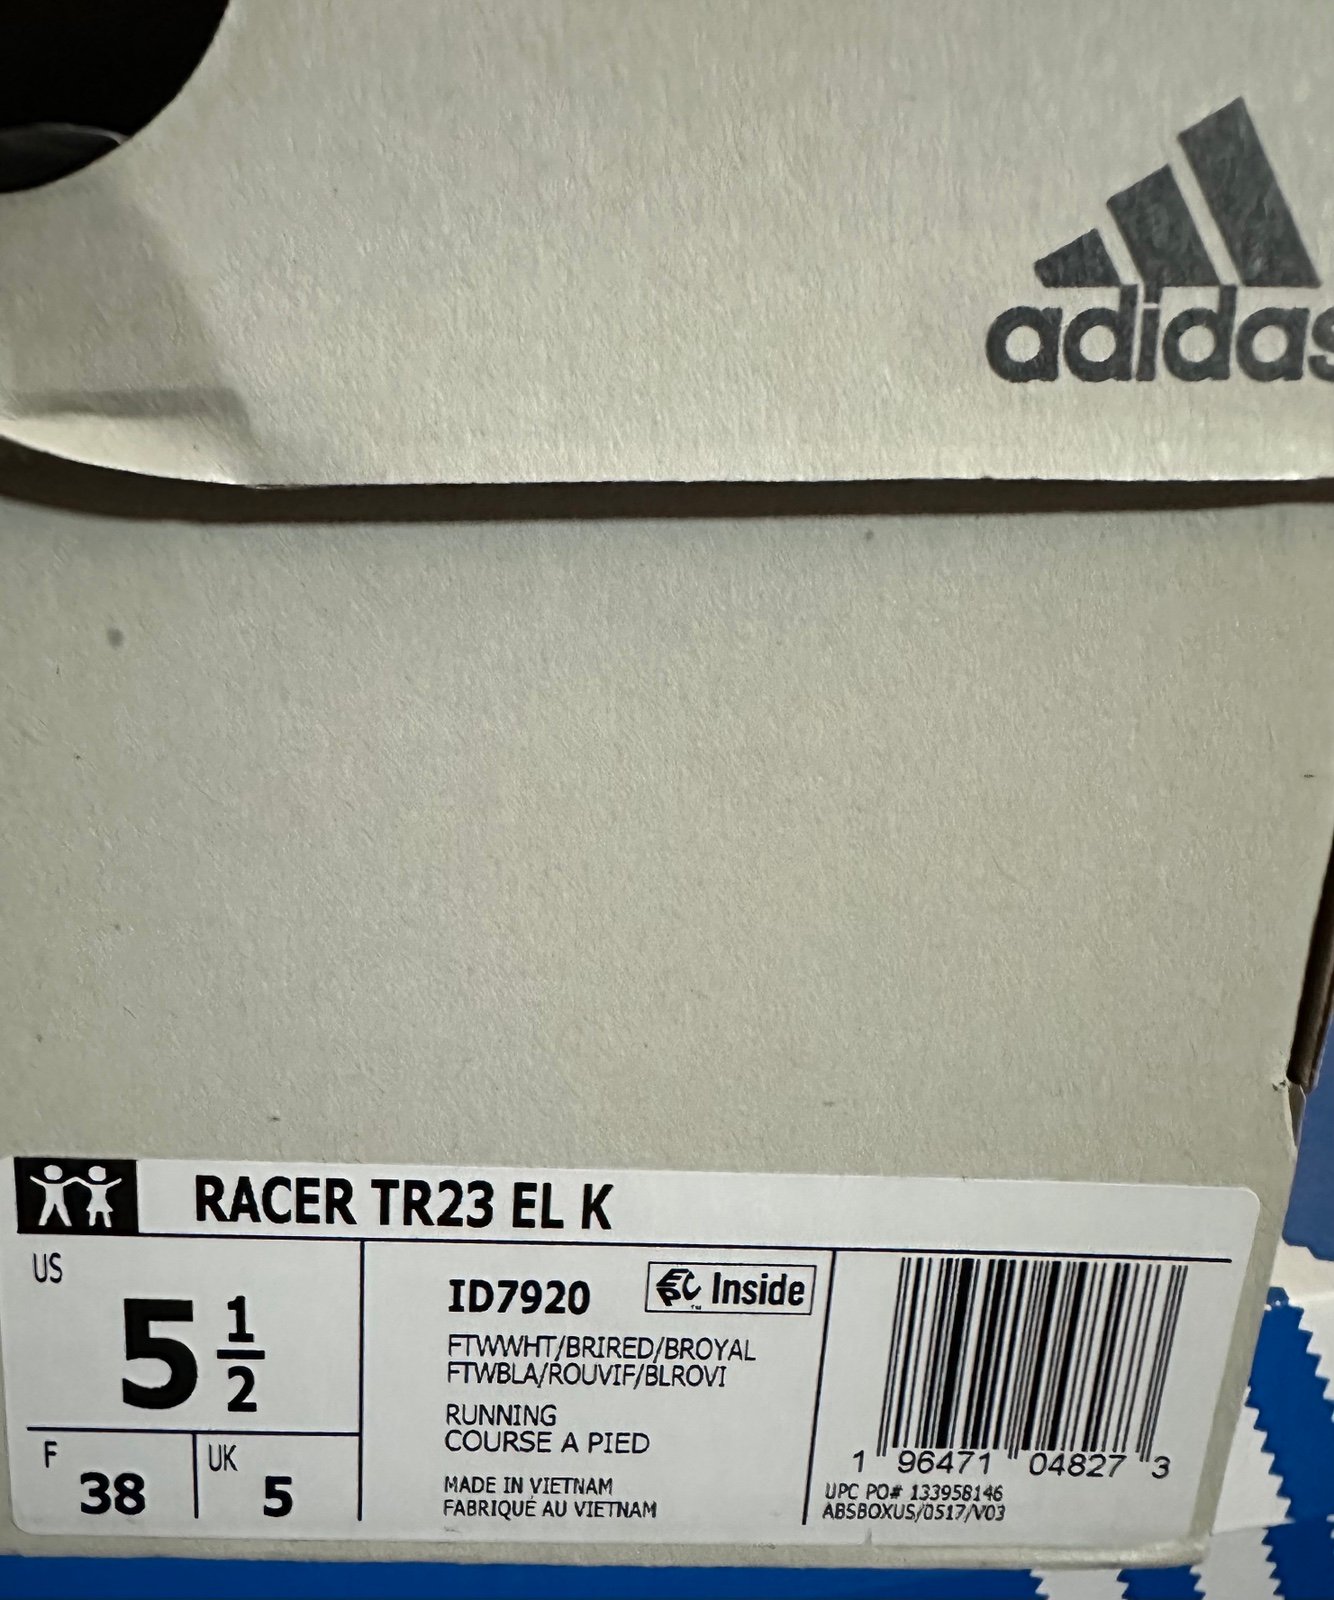 adidas
RACER TR23 EL K
US
5 1/2
F
38
UK
5
ID7920
EPC Inside
™
FTWWHT/BRIRED/BROYAL
FTWBLA/ROUVIF/BLROVI
RUNNING
COURSE A PIED
MADE IN VIETNAM
FABRIQUÉ AU VIETNAM
1 96471 04827 3
UPC PO# 133958146
ABSBOXUS/0517/V03